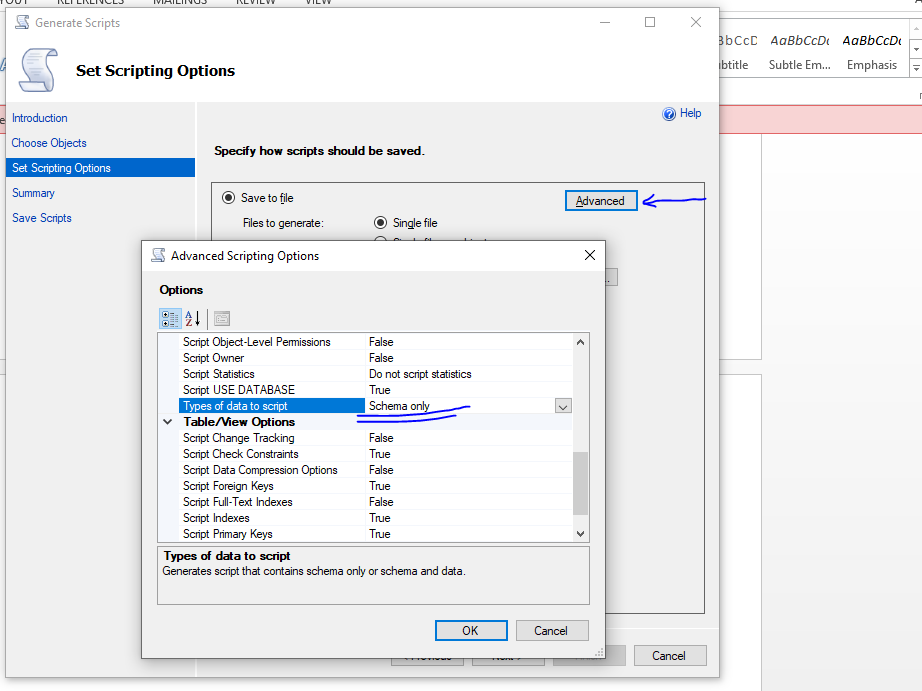 REFERENCES MAILINGS REVIEW VIEW
Generate Scripts
Set Scripting Options
AaBbCcDc AaBbCcDc
Subtle Em... Emphasis
Introduction
Choose Objects
Set Scripting Options
Summary
Save Scripts
Help
Specify how scripts should be saved.
Save to file
Advanced
Files to generate:
Single file
Advanced Scripting Options
Options
Script Object-Level Permissions False
Script Owner False
Script Statistics Do not script statistics
Script USE DATABASE True
Types of data to script Schema only
Table/View Options
Script Change Tracking False
Script Check Constraints True
Script Data Compression Options False
Script Foreign Keys True
Script Full-Text Indexes False
Script Indexes True
Script Primary Keys True
Types of data to script
Generates script that contains schema only or schema and data.
OK Cancel
Cancel